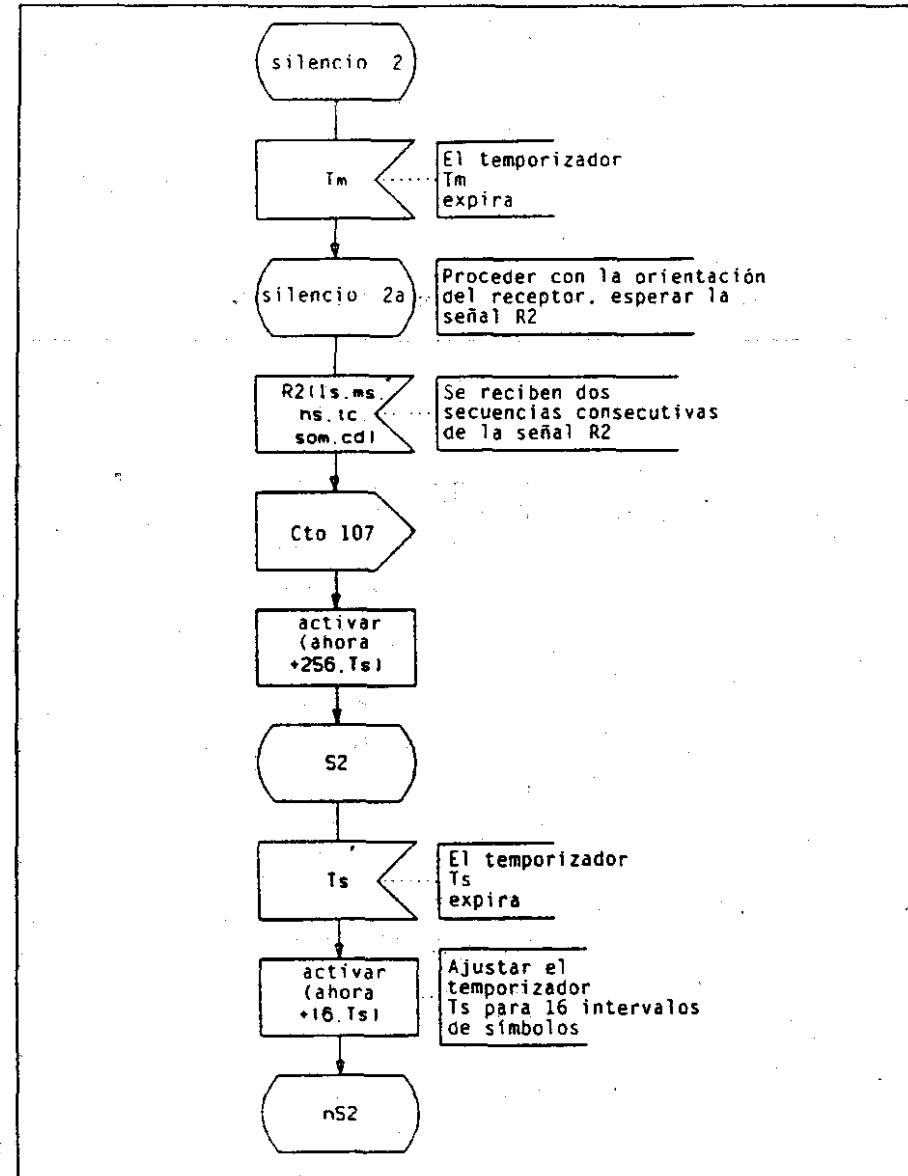 silencio 2
Tm
El temporizador
Tm
expira
silencio 2a
Proceder con la orientación
del receptor, esperar la
señal R2
R2(ls.ms.
hs.tc
som.cd)
Se reciben dos
secuencias consecutivas
de la señal R2
Cto 107
activar
(ahora
+256.Ts)
S2
Ts
El temporizador
Ts
expira
activar
(ahora
+16.Ts)
Ajustar el
temporizador
Ts para 16 intervalos
de símbolos
nS2